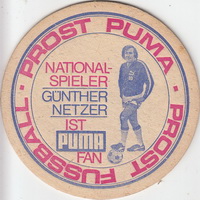 PROST PUMA · PROST FUSSBALL ·
NATIONAL-
SPIELER
GÜNTHER
NETZER
IST
PUMA
FAN